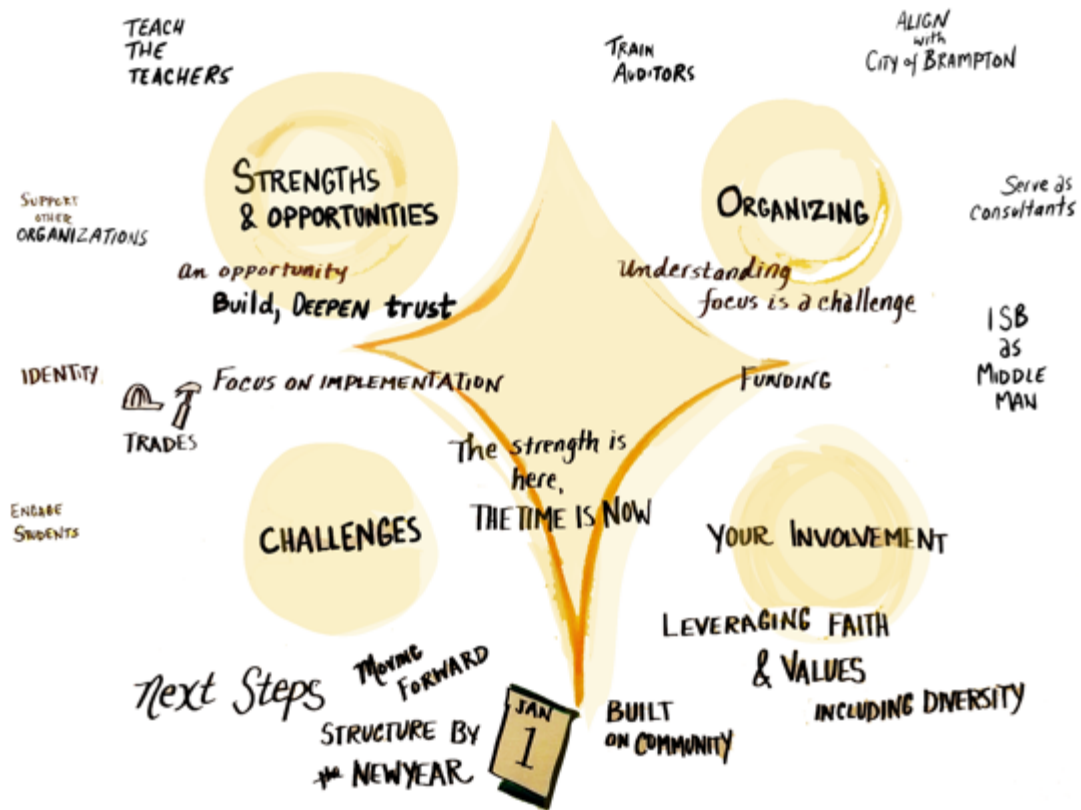 TEACH
THE
TEACHERS
TRAIN
AUDITORS
ALIGN
with
CITY of BRAMPTON
STRENGTHS
& OPPORTUNITIES
ORGANIZING
SUPPORT
OTHER
ORGANIZATIONS
Serve as
consultants
an opportunity
Build, DEEPEN trust
Understanding
focus is a challenge
ISB
as
MIDDLE
MAN
IDENTITY
TRADES
FOCUS ON IMPLEMENTATION
FUNDING
The strength is
here,
THE TIME IS NOW
ENGAGE
STUDENTS
CHALLENGES
YOUR INVOLVEMENT
LEVERAGING FAITH
& VALUES
INCLUDING DIVERSITY
Next Steps
MOVING
FORWARD
STRUCTURE BY
the NEW YEAR
JAN
1
BUILT
ON COMMUNITY